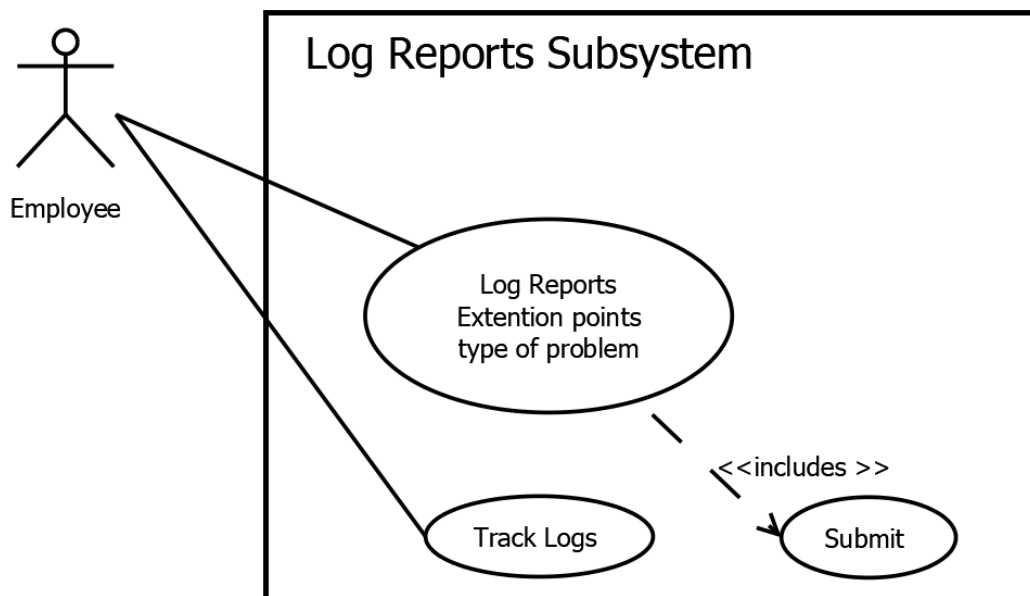 Log Reports Subsystem
Employee
Log Reports
Extention points
type of problem
<<includes >>
Track Logs
Submit